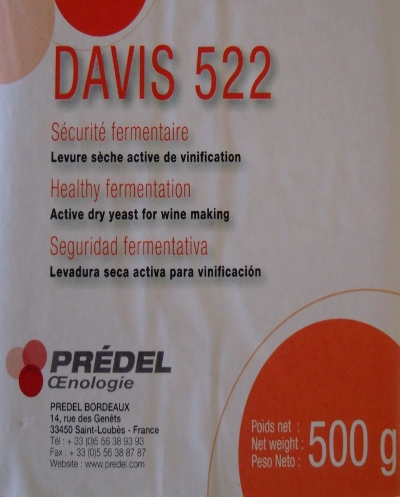 DAVIS 522
Sécurité fermentaire
Levure sèche active de vinification
Healthy fermentation
Active dry yeast for wine making
Seguridad fermentativa
Levadura seca activa para vinificación
PRÉDEL
Œnologie
PREDEL BORDEAUX
14, rue des Genêts
33450 Saint-Loubès - France
Tél : + 33 (0)5 56 38 93 93
Fax : + 33 (0)5 56 38 87 87
Website : www.predel.com
Poids net :
Net weight :
Peso Neto :
500 g